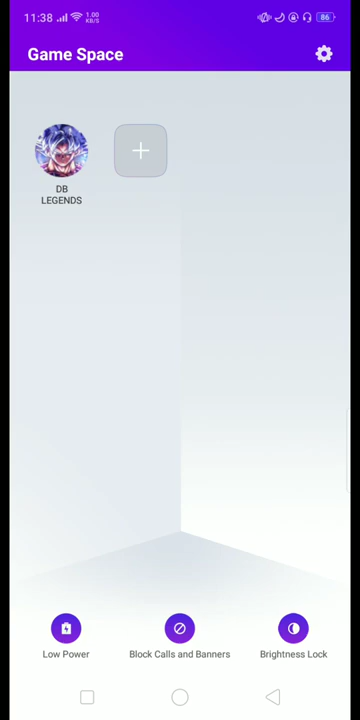 11:38
1.00
KB/S
86
Game Space
DB
LEGENDS
Low Power
Block Calls and Banners
Brightness Lock